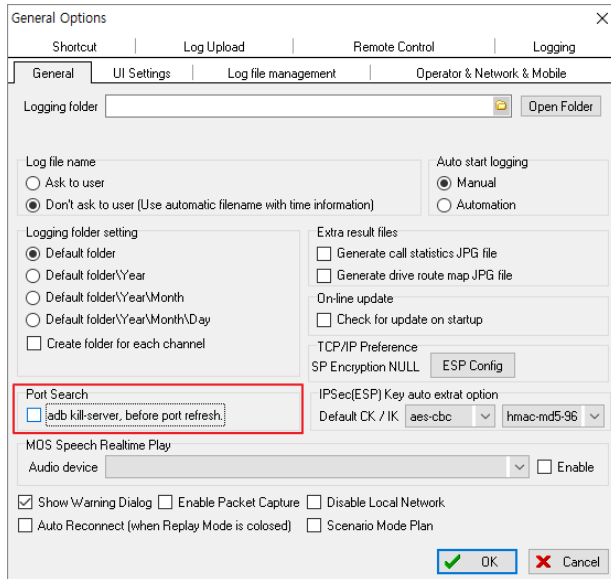 General Options
Shortcut Log Upload Remote Control Logging
General UI Settings Log file management Operator & Network & Mobile
Logging folder Open Folder
Log file name
Ask to user
Don't ask to user (Use automatic filename with time information)
Auto start logging
Manual
Automation
Logging folder setting
Default folder
Default folder\Year
Default folder\Year\Month
Default folder\Year\Month\Day
Create folder for each channel
Extra result files
Generate call statistics JPG file
Generate drive route map JPG file
On-line update
Check for update on startup
TCP/IP Preference
SP Encryption NULL ESP Config
Port Search
adb kill-server, before port refresh.
IPSec(ESP) Key auto extrat option
Default CK / IK aes-cbc hmac-md5-96
MOS Speech Realtime Play
Audio device Enable
Show Warning Dialog Enable Packet Capture Disable Local Network
Auto Reconnect (when Replay Mode is colosed) Scenario Mode Plan
OK Cancel